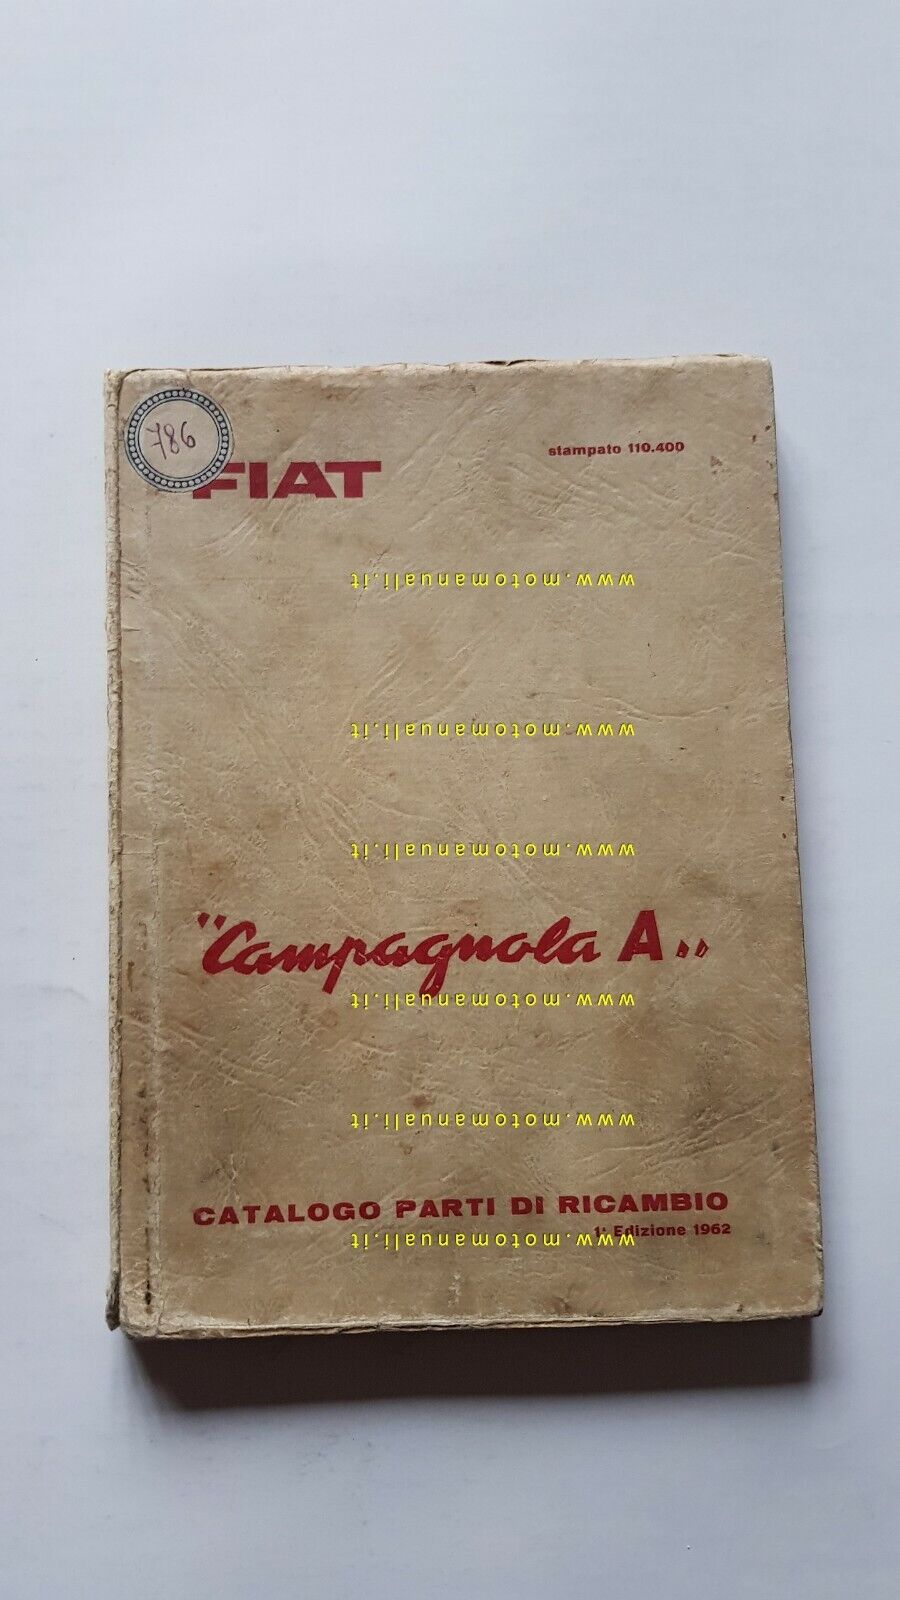 786
FIAT
stampato 110.400
www.motomanuali.it
www.motomanuali.it
www.motomanuali.it
"Campagnola A"
www.motomanuali.it
www.motomanuali.it
CATALOGO PARTI DI RICAMBIO
1ª Edizione 1962
www.motomanuali.it